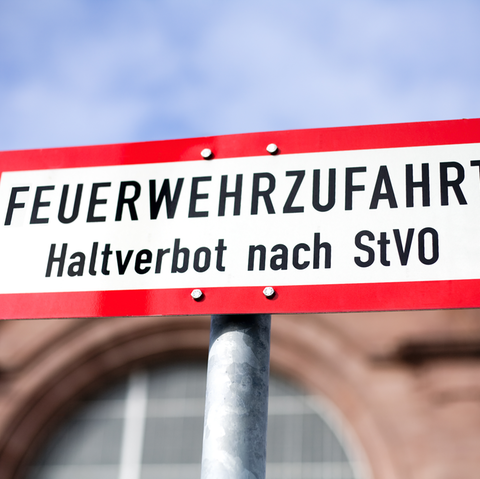 FEUERWEHRZUFAHRT
Haltverbot nach StVO